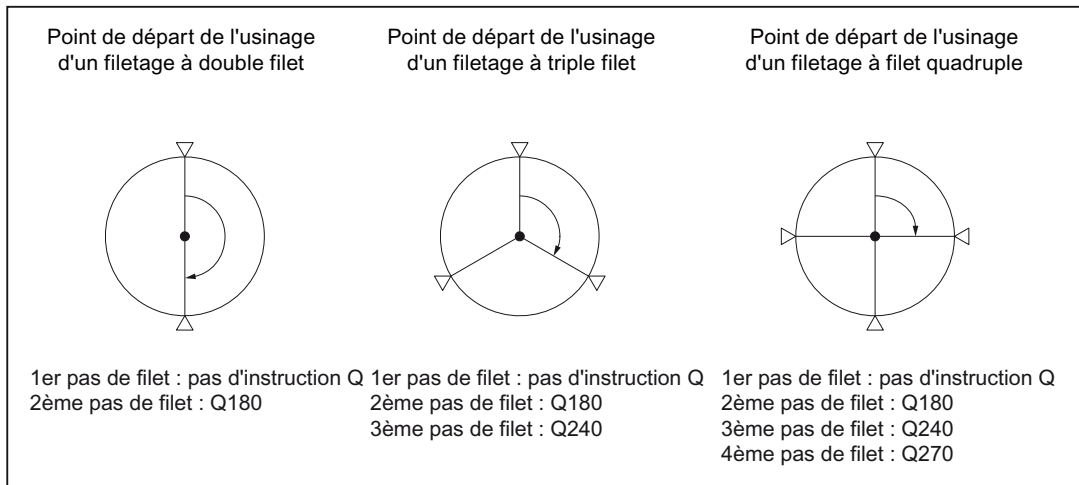 Point de départ de l'usinage
d'un filetage à double filet
Point de départ de l'usinage
d'un filetage à triple filet
Point de départ de l'usinage
d'un filetage à filet quadruple
1er pas de filet : pas d'instruction Q
2ème pas de filet : Q180
1er pas de filet : pas d'instruction Q
2ème pas de filet : Q180
3ème pas de filet : Q240
1er pas de filet : pas d'instruction Q
2ème pas de filet : Q180
3ème pas de filet : Q240
4ème pas de filet : Q270